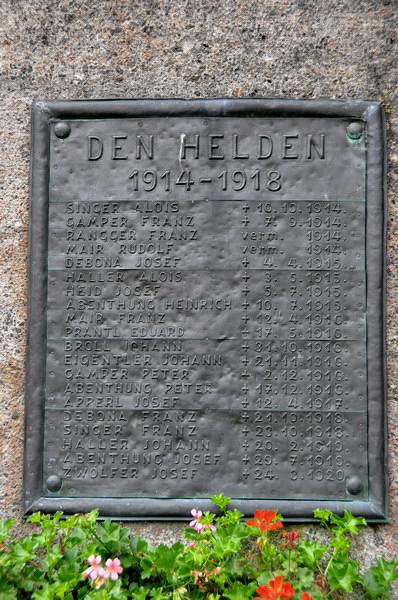 DEN HELDEN
1914-1918
SINGER ALOIS + 10.10.1914.
GAMPER FRANZ + 7. 9.1914.
RANGGER FRANZ verm. 1914.
MAIR RUDOLF verm. 1914.
DEBONA JOSEF + 4. 4.1915.
HALLER ALOIS + 3. 5.1915.
HEID JOSEF + 5. 7.1915.
ABENTHUNG HEINRICH + 10. 7.1915.
MAIR FRANZ + 12. 4.1916.
PRANTL EDUARD + 17. 5.1916.
BROLL JOHANN + 31.10.1916.
EIGENTLER JOHANN + 21.11.1916.
GAMPER PETER + 2.12.1916.
ABENTHUNG PETER + 17.12.1916.
APPERL JOSEF + 12. 4.1917.
DEBONA FRANZ + 21.10.1918.
SINGER FRANZ + 23.10.1918.
HALLER JOHANN + 20. 2.1919.
ABENTHUNG JOSEF + 29. 7.1919.
ZWÖLFER JOSEF + 24. 3.1920.